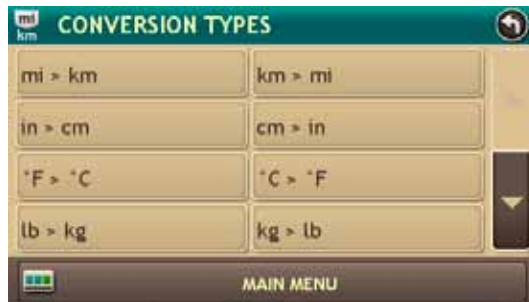 mi
km
CONVERSION TYPES
mi > km
km > mi
in > cm
cm > in
°F > °C
°C > °F
lb > kg
kg > lb
MAIN MENU